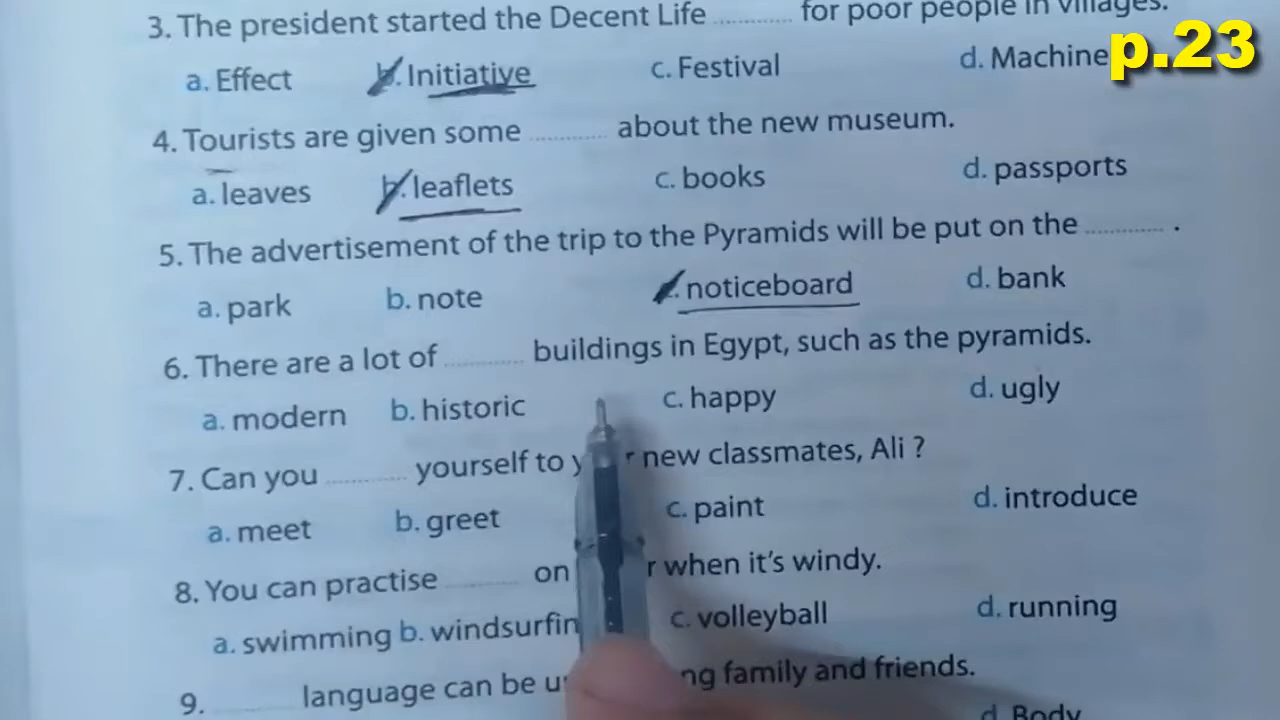 3. The president started the Decent Life ............ for poor people in villages.
p.23
a. Effect b. Initiative c. Festival d. Machine
4. Tourists are given some ............ about the new museum.
a. leaves b. leaflets c. books d. passports
5. The advertisement of the trip to the Pyramids will be put on the ............ .
a. park b. note c. noticeboard d. bank
6. There are a lot of ............ buildings in Egypt, such as the pyramids.
a. modern b. historic c. happy d. ugly
7. Can you ............ yourself to new classmates, Ali ?
a. meet b. greet c. paint d. introduce
8. You can practise ............ on when it's windy.
a. swimming b. c. volleyball d. running
9. ............ language can be family and friends.
d. Body